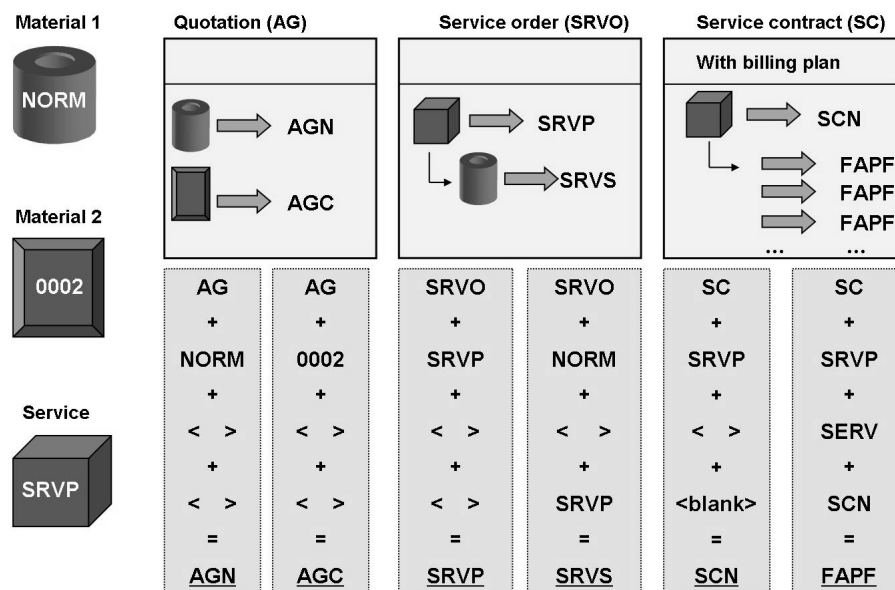 Material 1
NORM
Material 2
0002
Service
SRVP
Quotation (AG)
AGN
AGC
Service order (SRVO)
SRVP
SRVS
Service contract (SC)
With billing plan
SCN
FAPF
FAPF
FAPF
... ...
AG
+
NORM
+
< >
+
< >
=
AGN
AG
+
0002
+
< >
+
< >
=
AGC
SRVO
+
SRVP
+
< >
+
< >
=
SRVP
SRVO
+
NORM
+
< >
+
SRVP
=
SRVS
SC
+
SRVP
+
< >
+
<blank>
=
SCN
SC
+
SRVP
+
SERV
+
SCN
=
FAPF